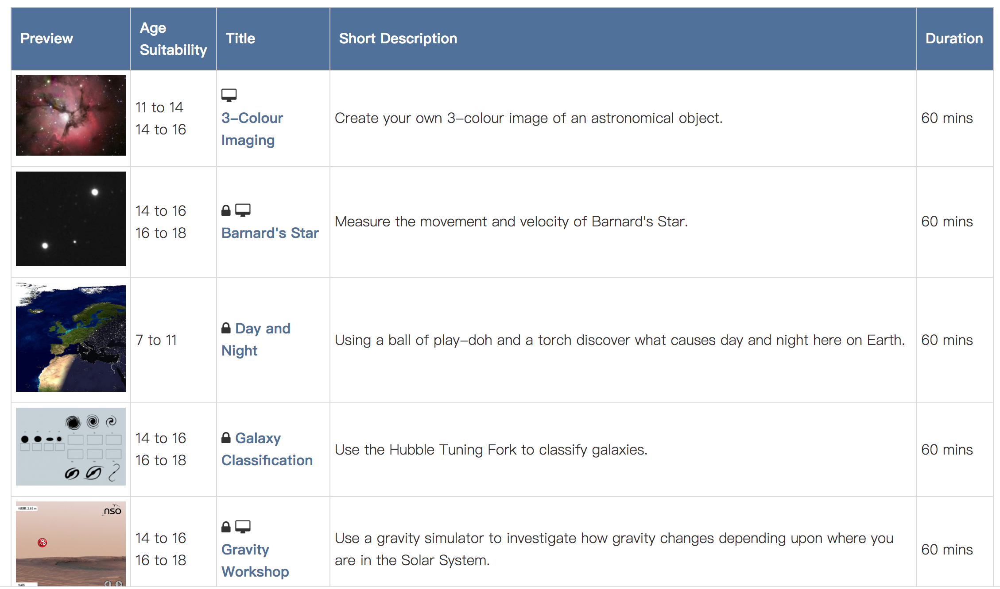 Preview
Age
Suitability
Title
Short Description
Duration
11 to 14
14 to 16
3-Colour
Imaging
Create your own 3-colour image of an astronomical object.
60 mins
14 to 16
16 to 18
Barnard's Star
Measure the movement and velocity of Barnard's Star.
60 mins
7 to 11
Day and
Night
Using a ball of play-doh and a torch discover what causes day and night here on Earth.
60 mins
14 to 16
16 to 18
Galaxy
Classification
Use the Hubble Tuning Fork to classify galaxies.
60 mins
HEIGHT: 2.83 m
nso
MARS
14 to 16
16 to 18
Gravity
Workshop
Use a gravity simulator to investigate how gravity changes depending upon where you
are in the Solar System.
60 mins